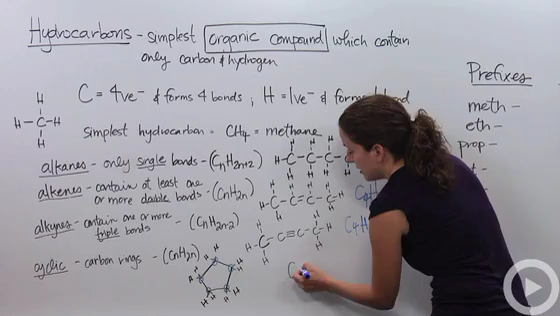 Hydrocarbons - simplest organic compound which contain
only carbon & hydrogen
Prefixes
C = 4ve⁻ & forms 4 bonds ; H = 1ve⁻ & forms bond
meth -
H
H-C-H
H
eth -
simplest hydrocarbon = CH4 = methane
prop -
alkanes - only single bonds - (CnH2n+2)
H H H
H-C-C-C-
H H H
alkenes - contain at least one
or more double bonds - (CnH2n)
alkynes - contain one or more
triple bonds - (CnH2n-2)
C4H
cyclic - carbon rings - (CnH2n)
C